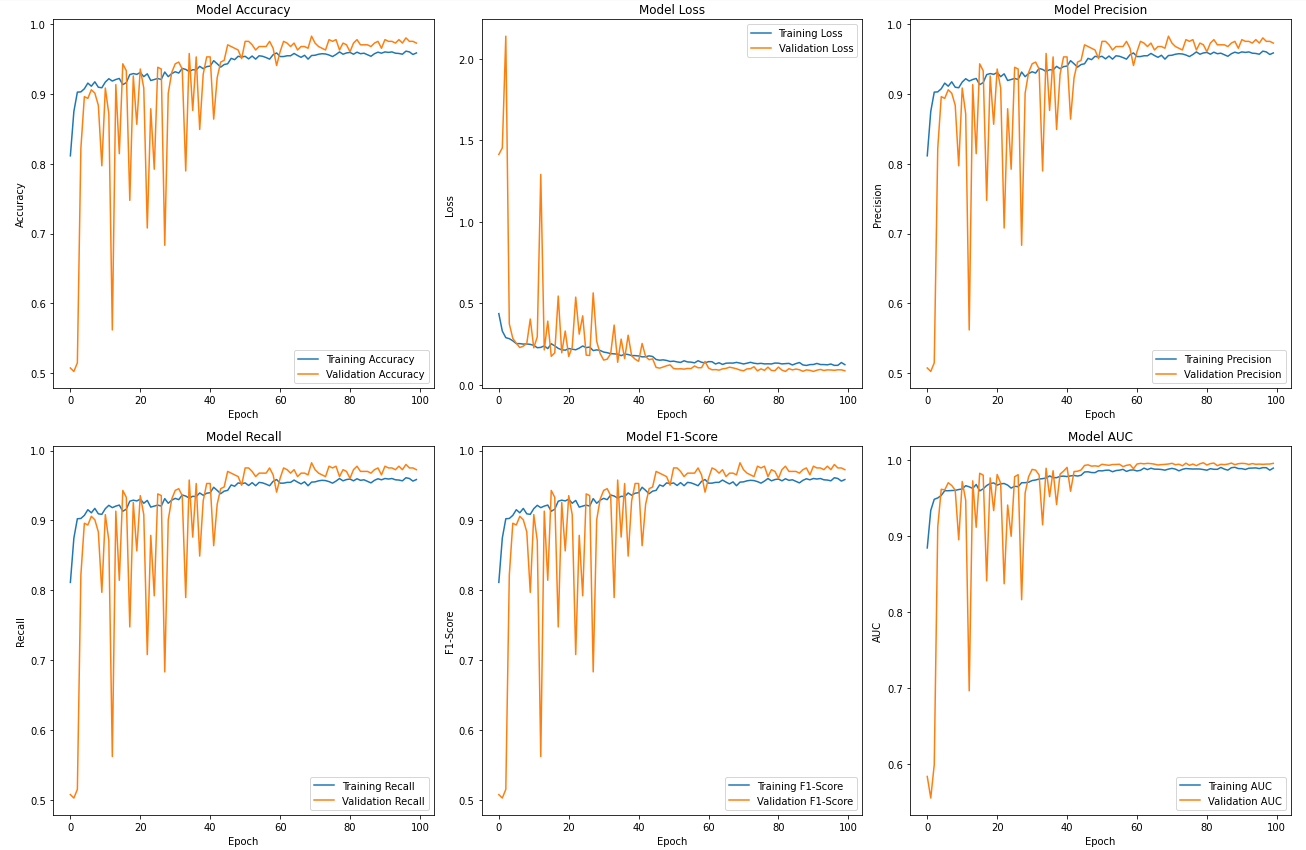 Model Accuracy
1.0
0.9
0.8
0.7
0.6
0.5
Accuracy
0
20
40
60
80
100
Epoch
Training Accuracy
Validation Accuracy
Model Loss
2.0
1.5
1.0
0.5
0.0
Loss
0
20
40
60
80
100
Epoch
Training Loss
Validation Loss
Model Precision
1.0
0.9
0.8
0.7
0.6
0.5
Precision
0
20
40
60
80
100
Epoch
Training Precision
Validation Precision
Model Recall
1.0
0.9
0.8
0.7
0.6
0.5
Recall
0
20
40
60
80
100
Epoch
Training Recall
Validation Recall
Model F1-Score
1.0
0.9
0.8
0.7
0.6
0.5
F1-Score
0
20
40
60
80
100
Epoch
Training F1-Score
Validation F1-Score
Model AUC
1.0
0.9
0.8
0.7
0.6
AUC
0
20
40
60
80
100
Epoch
Training AUC
Validation AUC